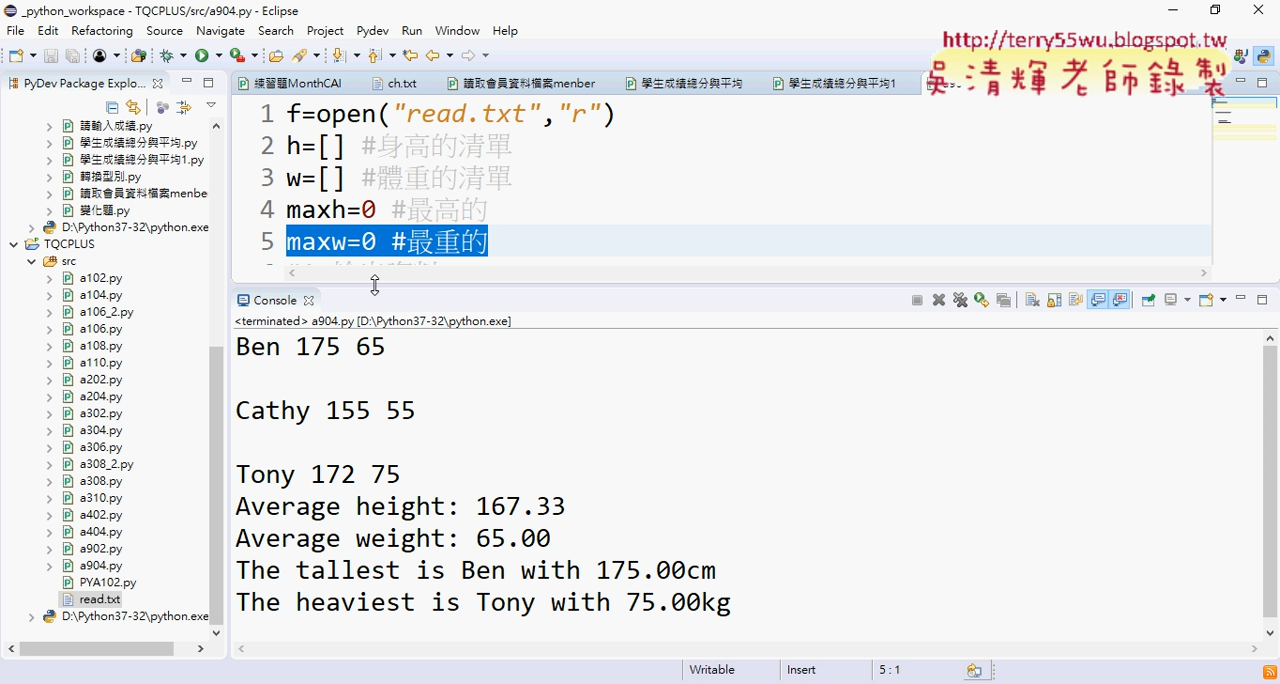 _python_workspace - TQCPLUS/src/a904.py - Eclipse
File Edit Refactoring Source Navigate Search Project Pydev Run Window Help
http://terry55wu.blogspot.tw
吳清輝老師錄製
PyDev Package Explo...
練習題MonthCAl ch.txt 讀取會員資料檔案menber 學生成績總分與平均 學生成績總分與平均1
請輸入成績.py
學生成績總分與平均.py
學生成績總分與平均1.py
轉換型別.py
讀取會員資料檔案menbe
變化題.py
D:\Python37-32\python.exe
TQCPLUS
src
a102.py
a104.py
a106_2.py
a106.py
a108.py
a110.py
a202.py
a204.py
a302.py
a304.py
a306.py
a308_2.py
a308.py
a310.py
a402.py
a404.py
a902.py
a904.py
PYA102.py
read.txt
D:\Python37-32\python.exe
1 f=open("read.txt","r")
2 h=[] #身高的清單
3 w=[] #體重的清單
4 maxh=0 #最高的
5 maxw=0 #最重的
Console
<terminated> a904.py [D:\Python37-32\python.exe]
Ben 175 65
Cathy 155 55
Tony 172 75
Average height: 167.33
Average weight: 65.00
The tallest is Ben with 175.00cm
The heaviest is Tony with 75.00kg
Writable Insert 5 : 1